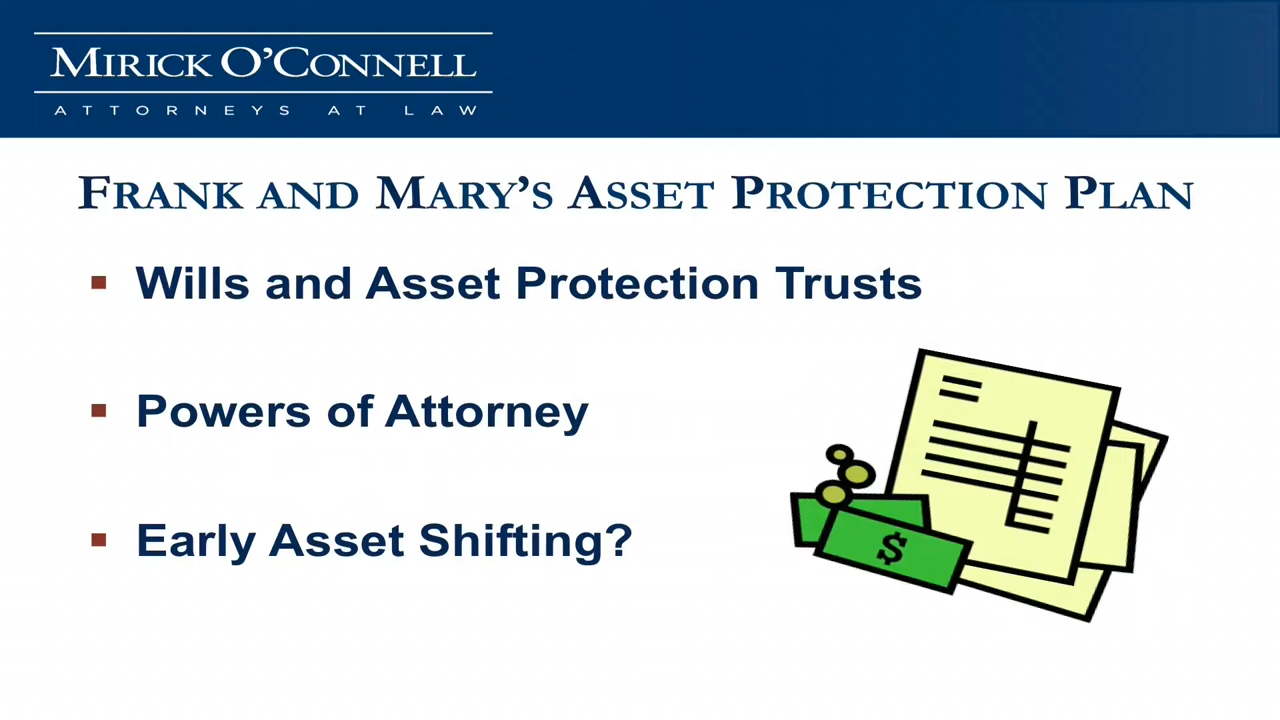 MIRICK O'CONNELL
ATTORNEYS AT LAW
FRANK AND MARY'S ASSET PROTECTION PLAN
Wills and Asset Protection Trusts
Powers of Attorney
Early Asset Shifting?
$